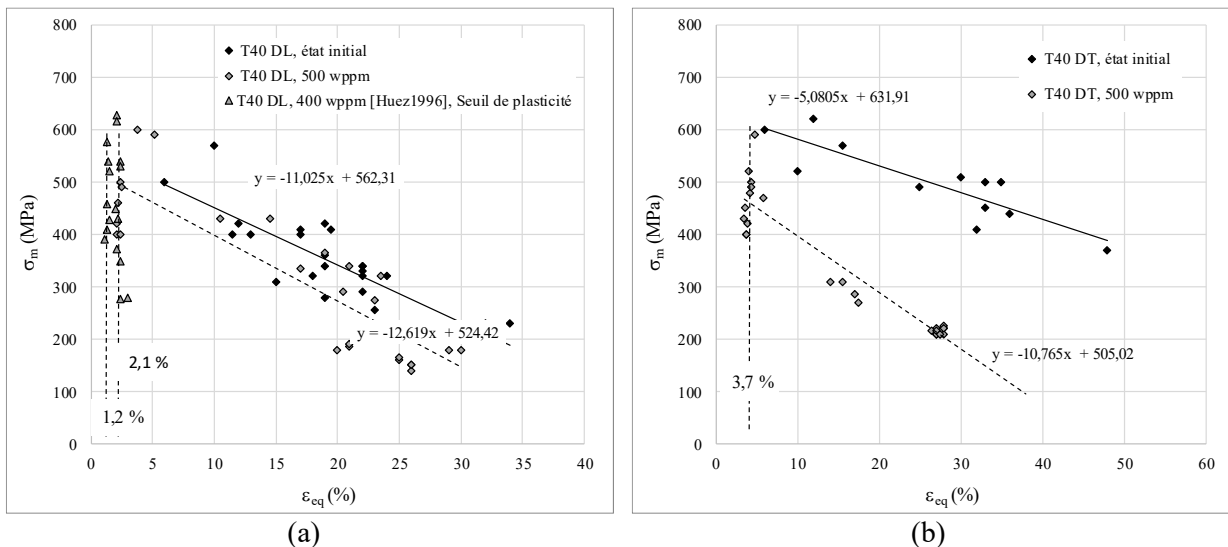 800
700
600
500
400
300
200
100
0
σm (MPa)
T40 DL, état initial
T40 DL, 500 wppm
T40 DL, 400 wppm [Huez1996], Seuil de plasticité
y = -11,025x + 562,31
y = -12,619x + 524,42
2,1 %
1,2 %
0 5 10 15 20 25 30 35 40
εeq (%)
(a)
800
700
600
500
400
300
200
100
0
σm (MPa)
T40 DT, état initial
T40 DT, 500 wppm
y = -5,0805x + 631,91
y = -10,765x + 505,02
3,7 %
0 10 20 30 40 50 60
εeq (%)
(b)